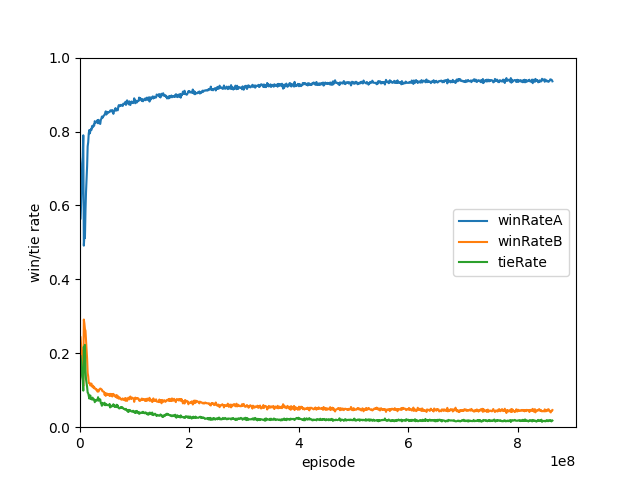 1.0
0.8
0.6
0.4
0.2
0.0
win/tie rate
winRateA
winRateB
tieRate
0 2 4 6 8
episode
1e8